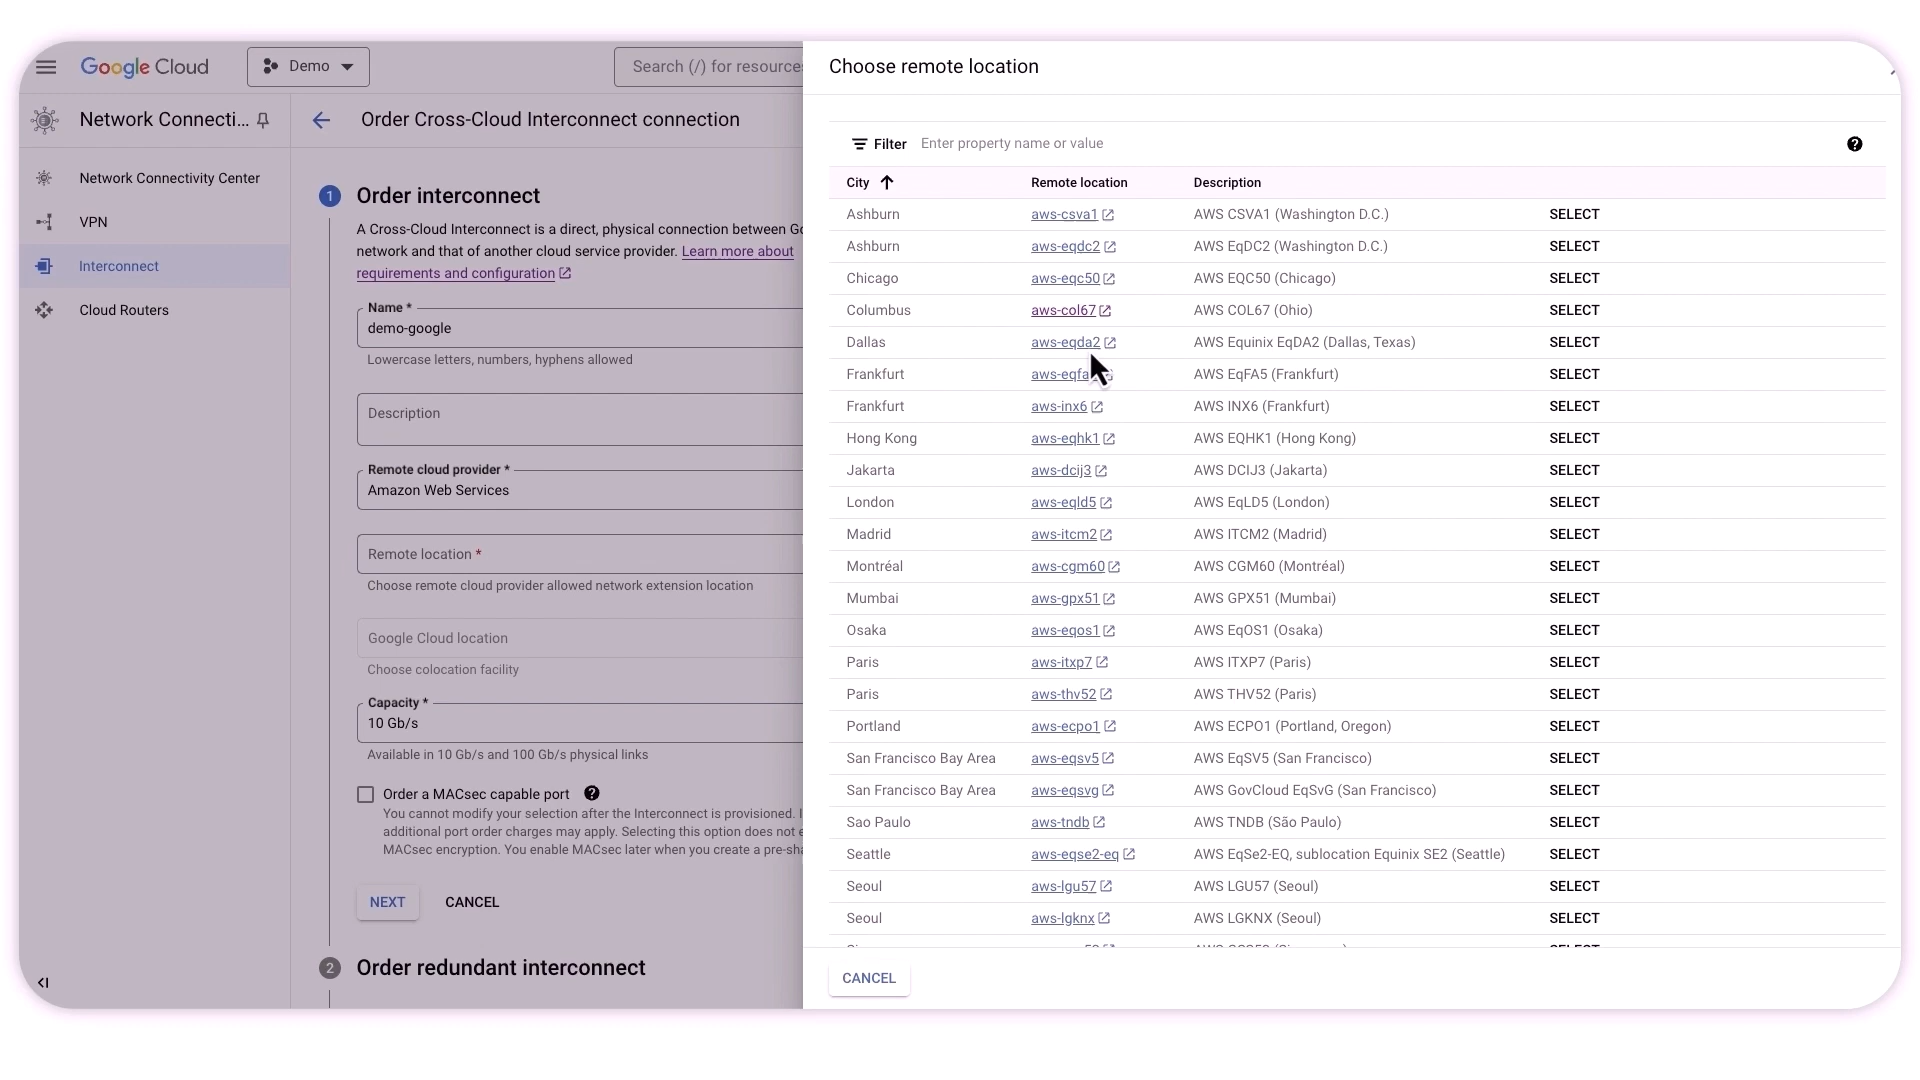 Google Cloud
Demo
Search (/) for resources
Network Connecti...
Order Cross-Cloud Interconnect connection
Network Connectivity Center
VPN
Interconnect
Cloud Routers
1 Order interconnect
A Cross-Cloud Interconnect is a direct, physical connection between
network and that of another cloud service provider. Learn more about
requirements and configuration
Name *
demo-google
Lowercase letters, numbers, hyphens allowed
Description
Remote cloud provider *
Amazon Web Services
Remote location *
Choose remote cloud provider allowed network extension location
Google Cloud location
Choose colocation facility
Capacity *
10 Gb/s
Available in 10 Gb/s and 100 Gb/s physical links
Order a MACsec capable port
You cannot modify your selection after the Interconnect is provisioned.
additional port order charges may apply. Selecting this option does not
MACsec encryption. You enable MACsec later when you create a
NEXT CANCEL
2 Order redundant interconnect
Choose remote location
Filter Enter property name or value
City Remote location Description
Ashburn aws-csva1 AWS CSVA1 (Washington D.C.) SELECT
Ashburn aws-eqdc2 AWS EqDC2 (Washington D.C.) SELECT
Chicago aws-eqc50 AWS EQC50 (Chicago) SELECT
Columbus aws-col67 AWS COL67 (Ohio) SELECT
Dallas aws-eqda2 AWS Equinix EqDA2 (Dallas, Texas) SELECT
Frankfurt aws-eqfa AWS EqFA5 (Frankfurt) SELECT
Frankfurt aws-inx6 AWS INX6 (Frankfurt) SELECT
Hong Kong aws-eqhk1 AWS EQHK1 (Hong Kong) SELECT
Jakarta aws-dcij3 AWS DCIJ3 (Jakarta) SELECT
London aws-eqld5 AWS EqLD5 (London) SELECT
Madrid aws-itcm2 AWS ITCM2 (Madrid) SELECT
Montréal aws-cgm60 AWS CGM60 (Montréal) SELECT
Mumbai aws-gpx51 AWS GPX51 (Mumbai) SELECT
Osaka aws-eqos1 AWS EqOS1 (Osaka) SELECT
Paris aws-itxp7 AWS ITXP7 (Paris) SELECT
Paris aws-thv52 AWS THV52 (Paris) SELECT
Portland aws-ecpo1 AWS ECPO1 (Portland, Oregon) SELECT
San Francisco Bay Area aws-eqsv5 AWS EqSV5 (San Francisco) SELECT
San Francisco Bay Area aws-eqsvg AWS GovCloud EqSvG (San Francisco) SELECT
Sao Paulo aws-tndb AWS TNDB (São Paulo) SELECT
Seattle aws-eqse2-eq AWS EqSe2-EQ, sublocation Equinix SE2 (Seattle) SELECT
Seoul aws-lgu57 AWS LGU57 (Seoul) SELECT
Seoul aws-lgknx AWS LGKNX (Seoul) SELECT
CANCEL